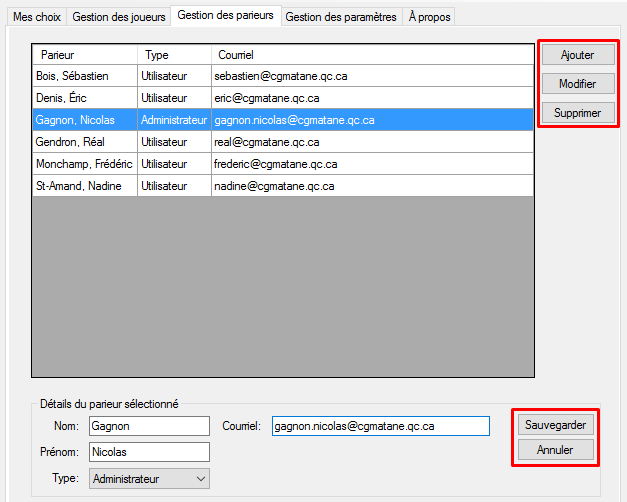 Mes choix Gestion des joueurs Gestion des parieurs Gestion des paramètres À propos
Parieur Type Courriel
Bois, Sébastien Utilisateur sebastien@cgmatane.qc.ca
Denis, Éric Utilisateur eric@cgmatane.qc.ca
Gagnon, Nicolas Administrateur gagnon.nicolas@cgmatane.qc.ca
Gendron, Réal Utilisateur real@cgmatane.qc.ca
Monchamp, Frédéric Utilisateur frederic@cgmatane.qc.ca
St-Amand, Nadine Utilisateur nadine@cgmatane.qc.ca
Ajouter
Modifier
Supprimer
Détails du parieur sélectionné
Nom: Gagnon Courriel: gagnon.nicolas@cgmatane.qc.ca
Prénom: Nicolas
Type: Administrateur
Sauvegarder
Annuler